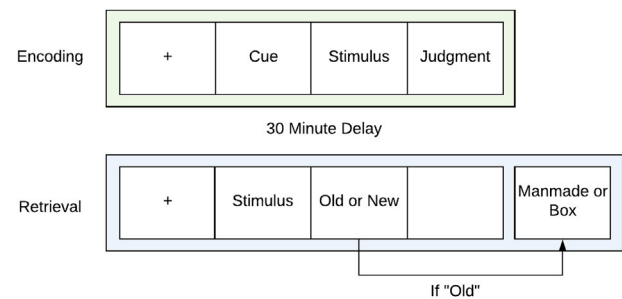 Encoding
+
Cue
Stimulus
Judgment
30 Minute Delay
Retrieval
+
Stimulus
Old or New
Manmade or
Box
If "Old"